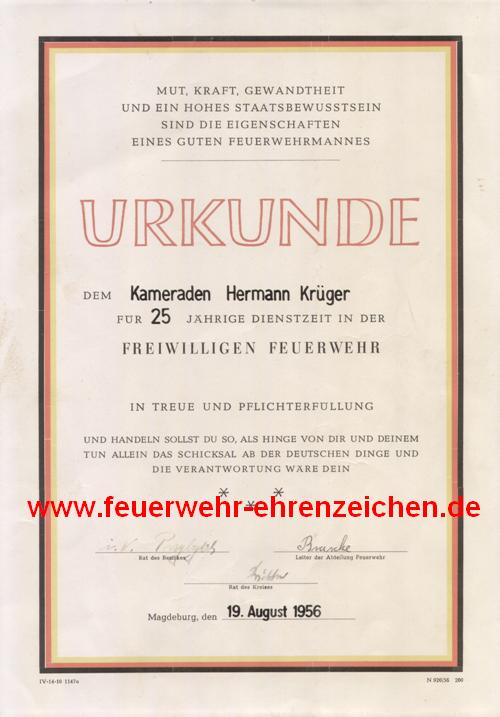 MUT, KRAFT, GEWANDTHEIT
UND EIN HOHES STAATSBEWUSSTSEIN
SIND DIE EIGENSCHAFTEN
EINES GUTEN FEUERWEHRMANNES
URKUNDE
DEM Kameraden Hermann Krüger
FÜR 25 JÄHRIGE DIENSTZEIT IN DER
FREIWILLIGEN FEUERWEHR
IN TREUE UND PFLICHTERFÜLLUNG
UND HANDELN SOLLST DU SO, ALS HINGE VON DIR UND DEINEM
TUN ALLEIN DAS SCHICKSAL AB DER DEUTSCHEN DINGE UND
DIE VERANTWORTUNG WÄRE DEIN
* * *
www.feuerwehr-ehrenzeichen.de
i.V.
Rat des Bezirkes
Leiter der Abteilung Feuerwehr
Rat des Kreises
Magdeburg, den 19. August 1956
IV-14-10 1147a
N 920/56 200